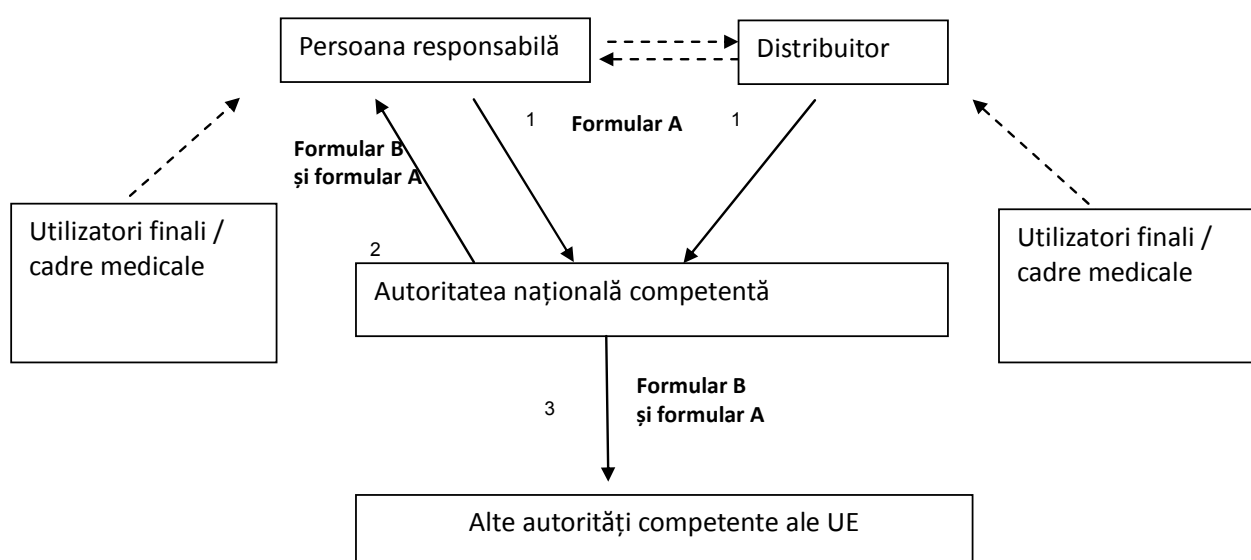 Persoana responsabilă
Distribuitor
1
Formular A
1
Formular B
și formular A
Utilizatori finali /
cadre medicale
Utilizatori finali /
cadre medicale
2
Autoritatea națională competentă
Formular B
și formular A
3
Alte autorități competente ale UE